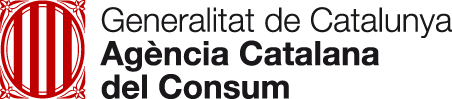 Generalitat de Catalunya
Agència Catalana
del Consum